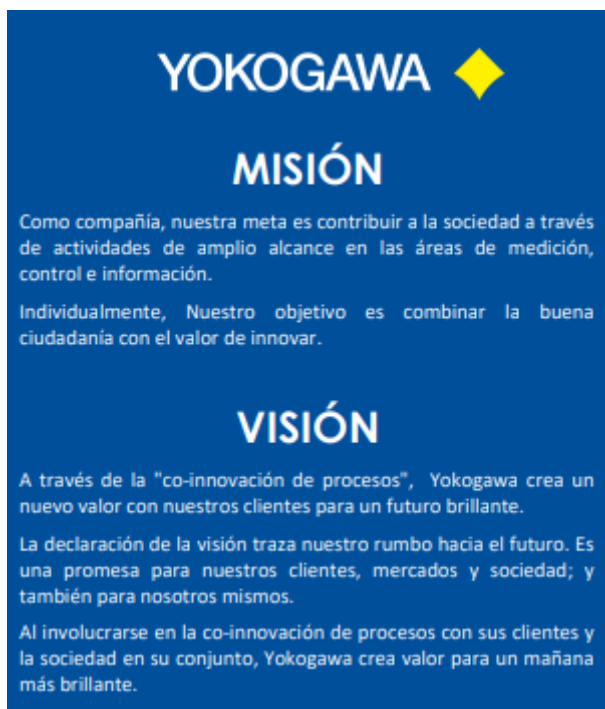 YOKOGAWA
MISIÓN
Como compañía, nuestra meta es contribuir a la sociedad a través
de actividades de amplio alcance en las áreas de medición,
control e información.
Individualmente, Nuestro objetivo es combinar la buena
ciudadanía con el valor de innovar.
VISIÓN
A través de la "co-innovación de procesos", Yokogawa crea un
nuevo valor con nuestros clientes para un futuro brillante.
La declaración de la visión traza nuestro rumbo hacia el futuro. Es
una promesa para nuestros clientes, mercados y sociedad; y
también para nosotros mismos.
Al involucrarse en la co-innovación de procesos con sus clientes y
la sociedad en su conjunto, Yokogawa crea valor para un mañana
más brillante.